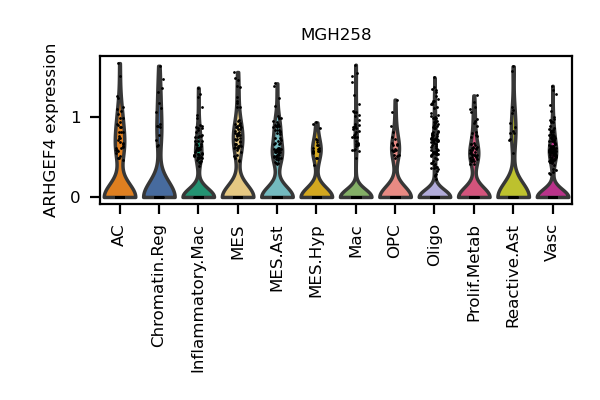 MGH258
ARHGEF4 expression
1
0
AC
Chromatin.Reg
Inflammatory.Mac
MES
MES.Ast
MES.Hyp
Mac
OPC
Oligo
Prolif.Metab
Reactive.Ast
Vasc